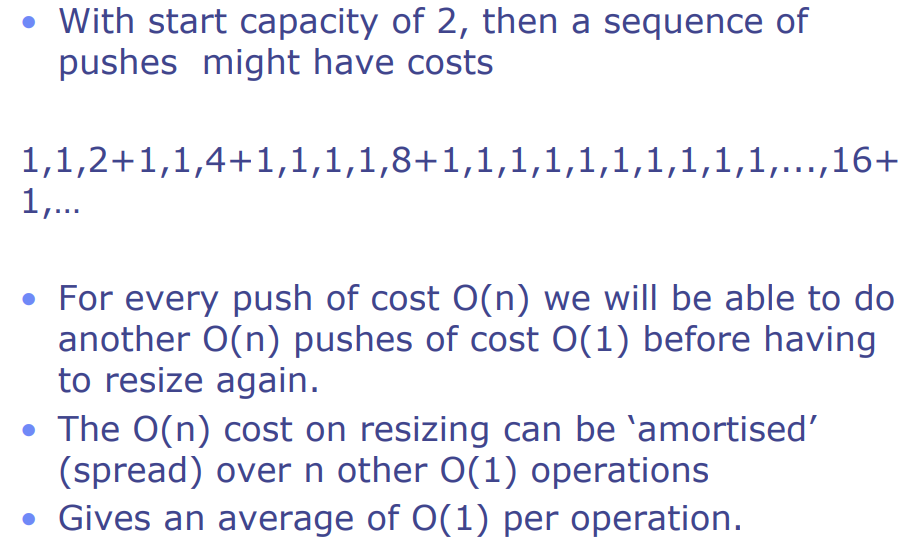 • With start capacity of 2, then a sequence of
pushes might have costs
1,1,2+1,1,4+1,1,1,1,8+1,1,1,1,1,1,1,1,1,1,...,16+
1,…
• For every push of cost O(n) we will be able to do
another O(n) pushes of cost O(1) before having
to resize again.
• The O(n) cost on resizing can be ‘amortised’
(spread) over n other O(1) operations
• Gives an average of O(1) per operation.